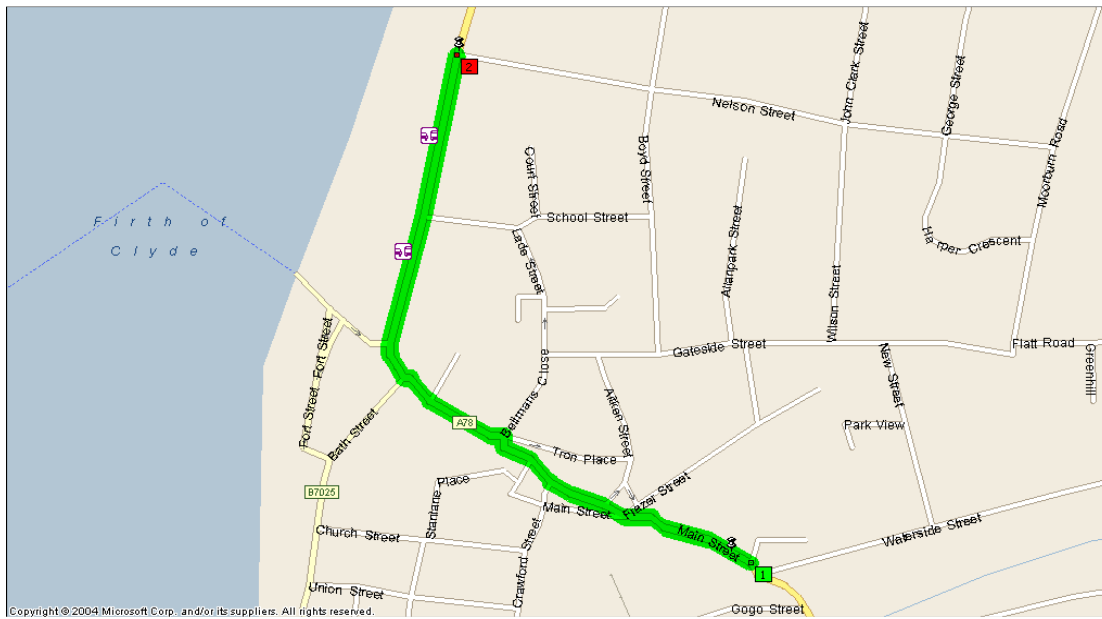 2
Nelson Street
John Clark Street
George Street
Moorburn Road
Boyd Street
Court Street
School Street
Firth of
Clyde
Lade Street
Allanpark Street
Harper Crescent
Wilson Street
Fort Street
Fort Street
Gateside Street
Flatt Road
New Street
Greenhill
Bellmans Close
Aitken Street
Bath Street
A78
Park View
Tron Place
B7025
Stanlane Place
Main Street
Frazer Street
Church Street
Crawford Street
Main Street
Waterside Street
1
Union Street
Gogo Street
Copyright © 2004 Microsoft Corp. and/or its suppliers. All rights reserved.